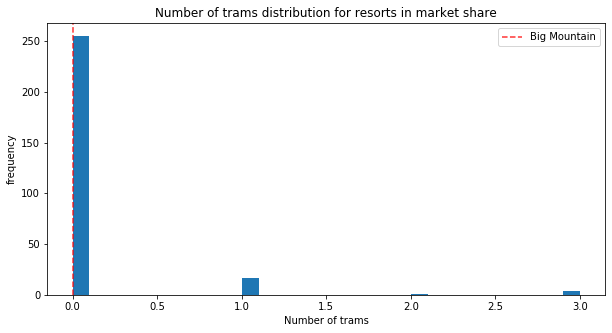 Number of trams distribution for resorts in market share
Big Mountain
frequency
250
200
150
100
50
0
0.0 0.5 1.0 1.5 2.0 2.5 3.0
Number of trams